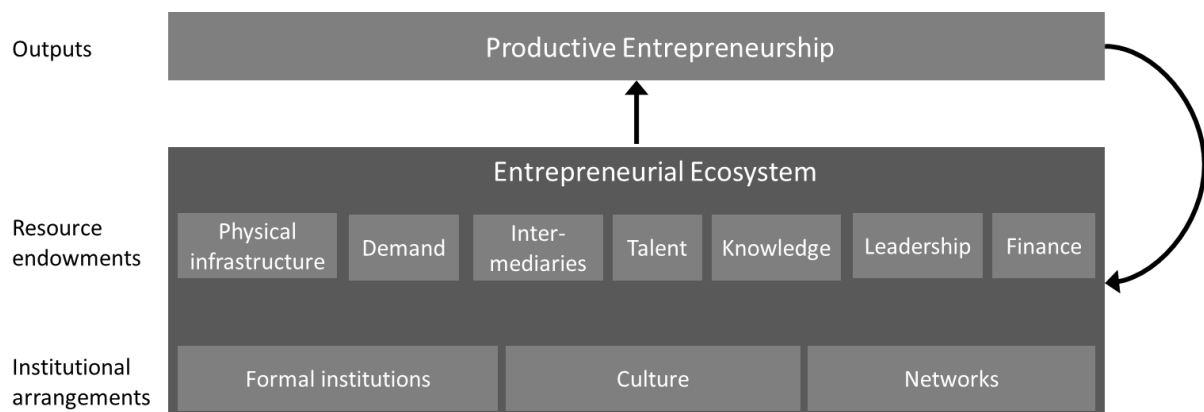 Outputs
Productive Entrepreneurship
Entrepreneurial Ecosystem
Resource
endowments
Physical
infrastructure
Demand
Inter-
mediaries
Talent
Knowledge
Leadership
Finance
Institutional
arrangements
Formal institutions
Culture
Networks